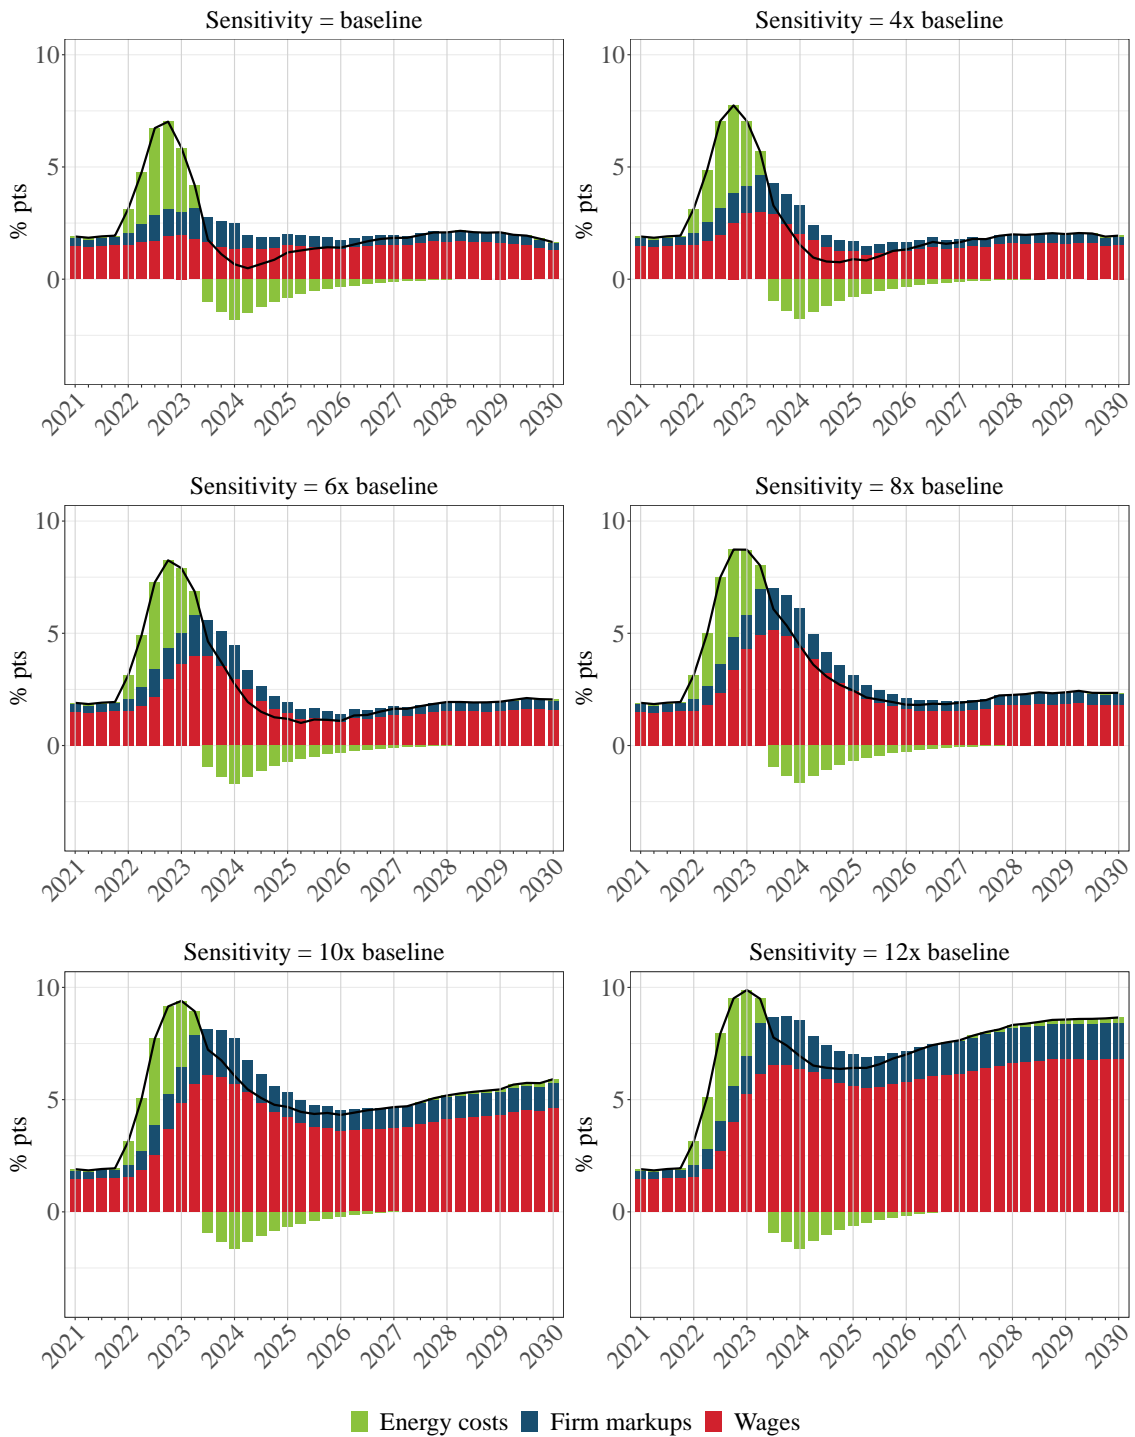 Sensitivity = baseline
10
5
0
% pts
2021 2022 2023 2024 2025 2026 2027 2028 2029 2030
Sensitivity = 4x baseline
10
5
0
% pts
2021 2022 2023 2024 2025 2026 2027 2028 2029 2030
Sensitivity = 6x baseline
10
5
0
% pts
2021 2022 2023 2024 2025 2026 2027 2028 2029 2030
Sensitivity = 8x baseline
10
5
0
% pts
2021 2022 2023 2024 2025 2026 2027 2028 2029 2030
Sensitivity = 10x baseline
10
5
0
% pts
2021 2022 2023 2024 2025 2026 2027 2028 2029 2030
Sensitivity = 12x baseline
10
5
0
% pts
2021 2022 2023 2024 2025 2026 2027 2028 2029 2030
Energy costs Firm markups Wages